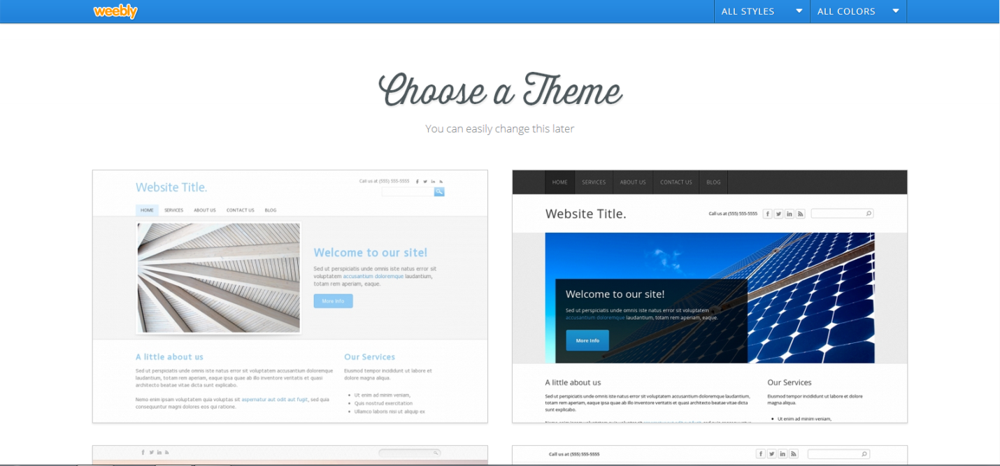 weebly
ALL STYLES
ALL COLORS
Choose a Theme
You can easily change this later
Website Title.
Call us at (555) 555-5555
HOME SERVICES ABOUT US CONTACT US BLOG
Welcome to our site!
Sed ut perspiciatis unde omnis iste natus error sit
voluptatem accusantium doloremque laudantium,
totam rem aperiam, eaque.
More Info
A little about us
Sed ut perspiciatis unde omnis iste natus error sit voluptatem accusantium doloremque
laudantium, totam rem aperiam, eaque ipsa quae ab illo inventore veritatis et quasi
architecto beatae vitae dicta sunt explicabo.
Nemo enim ipsam voluptatem quia voluptas sit aspernatur aut odit aut fugit, sed quia
consequuntur magni dolores eos qui ratione.
Our Services
Eiusmod tempor incididunt ut labore et
dolore magna aliqua.
• Ut enim ad minim veniam,
• Quis nostrud exercitation
• Ullamco laboris nisi ut aliquip ex
HOME SERVICES ABOUT US CONTACT US BLOG
Website Title.
Call us at (555) 555-5555
Welcome to our site!
Sed ut perspiciatis unde omnis iste natus error sit voluptatem
accusantium doloremque laudantium, totam rem aperiam, eaque.
More Info
A little about us
Sed ut perspiciatis unde omnis iste natus error sit voluptatem accusantium doloremque laudantium,
totam rem aperiam, eaque ipsa quae ab illo inventore veritatis et quasi architecto beatae vitae dicta
sunt explicabo.
Our Services
Eiusmod tempor incididunt ut labore et dolore
magna aliqua.
• Ut enim ad minim veniam,
Call us at (555) 555-5555